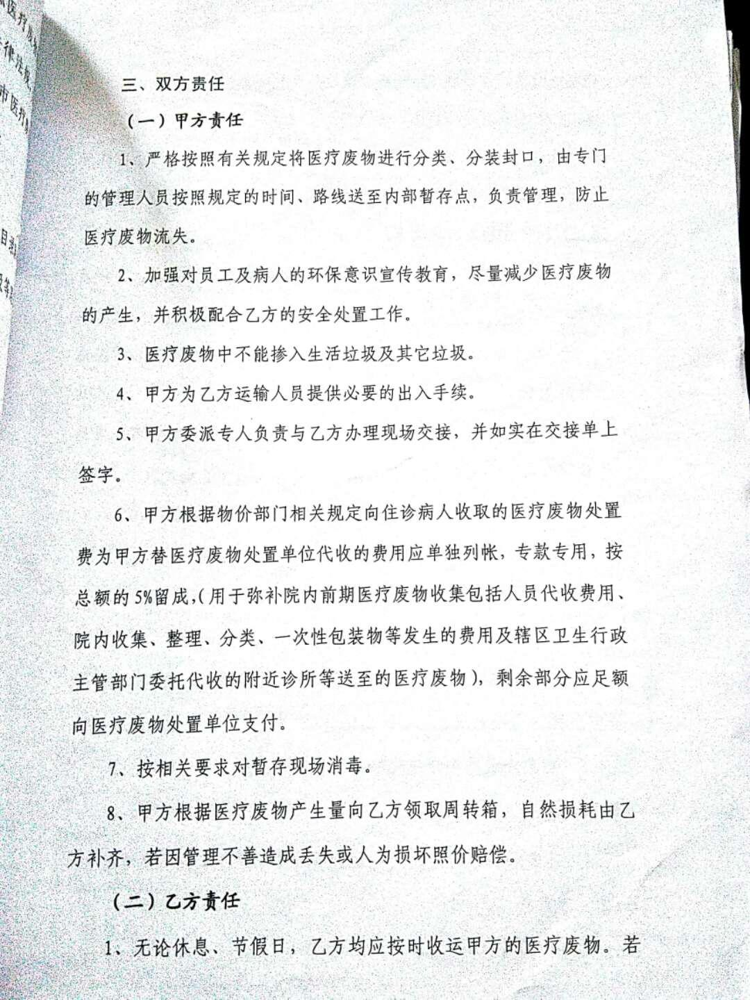 三、双方责任
（一）甲方责任
1、严格按照有关规定将医疗废物进行分类、分装封口，由专门
的管理人员按照规定的时间、路线送至内部暂存点，负责管理，防止
医疗废物流失。
2、加强对员工及病人的环保意识宣传教育，尽量减少医疗废物
的产生，并积极配合乙方的安全处置工作。
3、医疗废物中不能掺入生活垃圾及其它垃圾。
4、甲方为乙方运输人员提供必要的出入手续。
5、甲方委派专人负责与乙方办理现场交接，并如实在交接单上
签字。
6、甲方根据物价部门相关规定向住诊病人收取的医疗废物处置
费为甲方替医疗废物处置单位代收的费用应单独列帐，专款专用，按
总额的5%留成，（用于弥补院内前期医疗废物收集包括人员代收费用、
院内收集、整理、分类、一次性包装物等发生的费用及辖区卫生行政
主管部门委托代收的附近诊所等送至的医疗废物），剩余部分应足额
向医疗废物处置单位支付。
7、按相关要求对暂存现场消毒。
8、甲方根据医疗废物产生量向乙方领取周转箱，自然损耗由乙
方补齐，若因管理不善造成丢失或人为损坏照价赔偿。
（二）乙方责任
1、无论休息、节假日，乙方均应按时收运甲方的医疗废物。若
医疗废
律法规
市医疗
目录